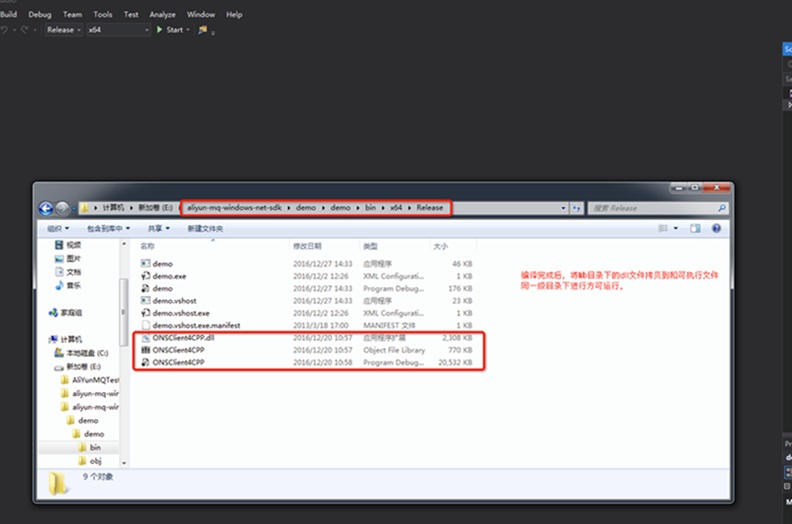 Build Debug Team Tools Test Analyze Window Help
Release x64 Start
计算机 新加卷 (E:) aliyun-mq-windows-net-sdk demo demo bin x64 Release
搜索 Release
组织 包含到库中 共享 新建文件夹
名称 修改日期 类型 大小
视频
图片
文档
音乐
家庭组
计算机
本地磁盘 (C:)
新加卷 (E:)
AliYunMQTest
aliyun-mq-wir
aliyun-mq-wir
demo
demo
bin
obj
demo 2016/12/27 14:33 应用程序 46 KB
demo.exe 2016/12/2 12:26 XML Configurati... 1 KB
demo 2016/12/27 14:33 Program Debug... 176 KB
demo.vshost 2016/12/27 14:33 应用程序 23 KB
demo.vshost.exe 2016/12/2 12:26 XML Configurati... 1 KB
demo.vshost.exe.manifest 2013/3/18 17:00 MANIFEST 文件 1 KB
ONSClient4CPP.dll 2016/12/20 10:57 应用程序扩展 2,308 KB
ONSClient4CPP 2016/12/20 10:57 Object File Library 770 KB
ONSClient4CPP 2016/12/20 10:58 Program Debug... 20,532 KB
编译完成后，将lib目录下的dll文件拷贝到和可执行文件
同一级目录下进行方可运行。
9 个对象